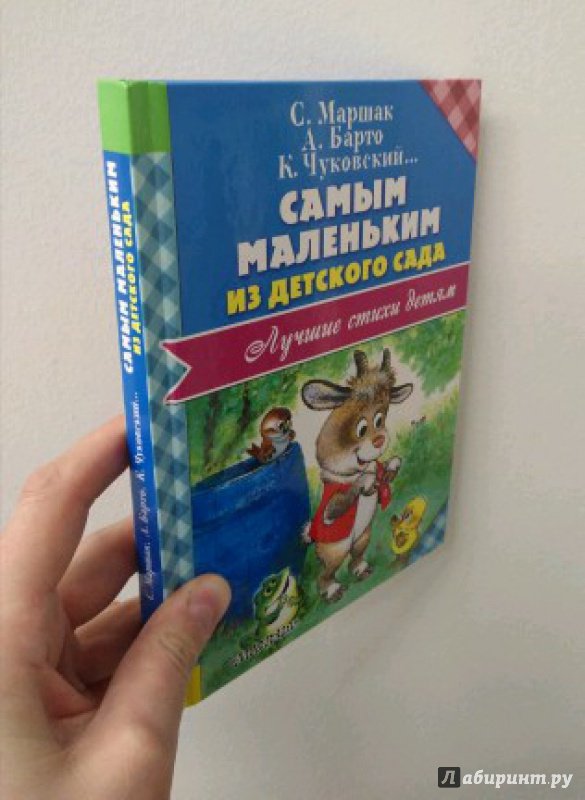 С. Маршак
А. Барто
К. Чуковский...
САМЫМ
МАЛЕНЬКИМ
ИЗ ДЕТСКОГО САДА
Лучшие стихи детям
САМЫМ МАЛЕНЬКИМ
ИЗ ДЕТСКОГО САДА
С. Маршак, А. Барто, К. Чуковский...
Лабиринт.ру